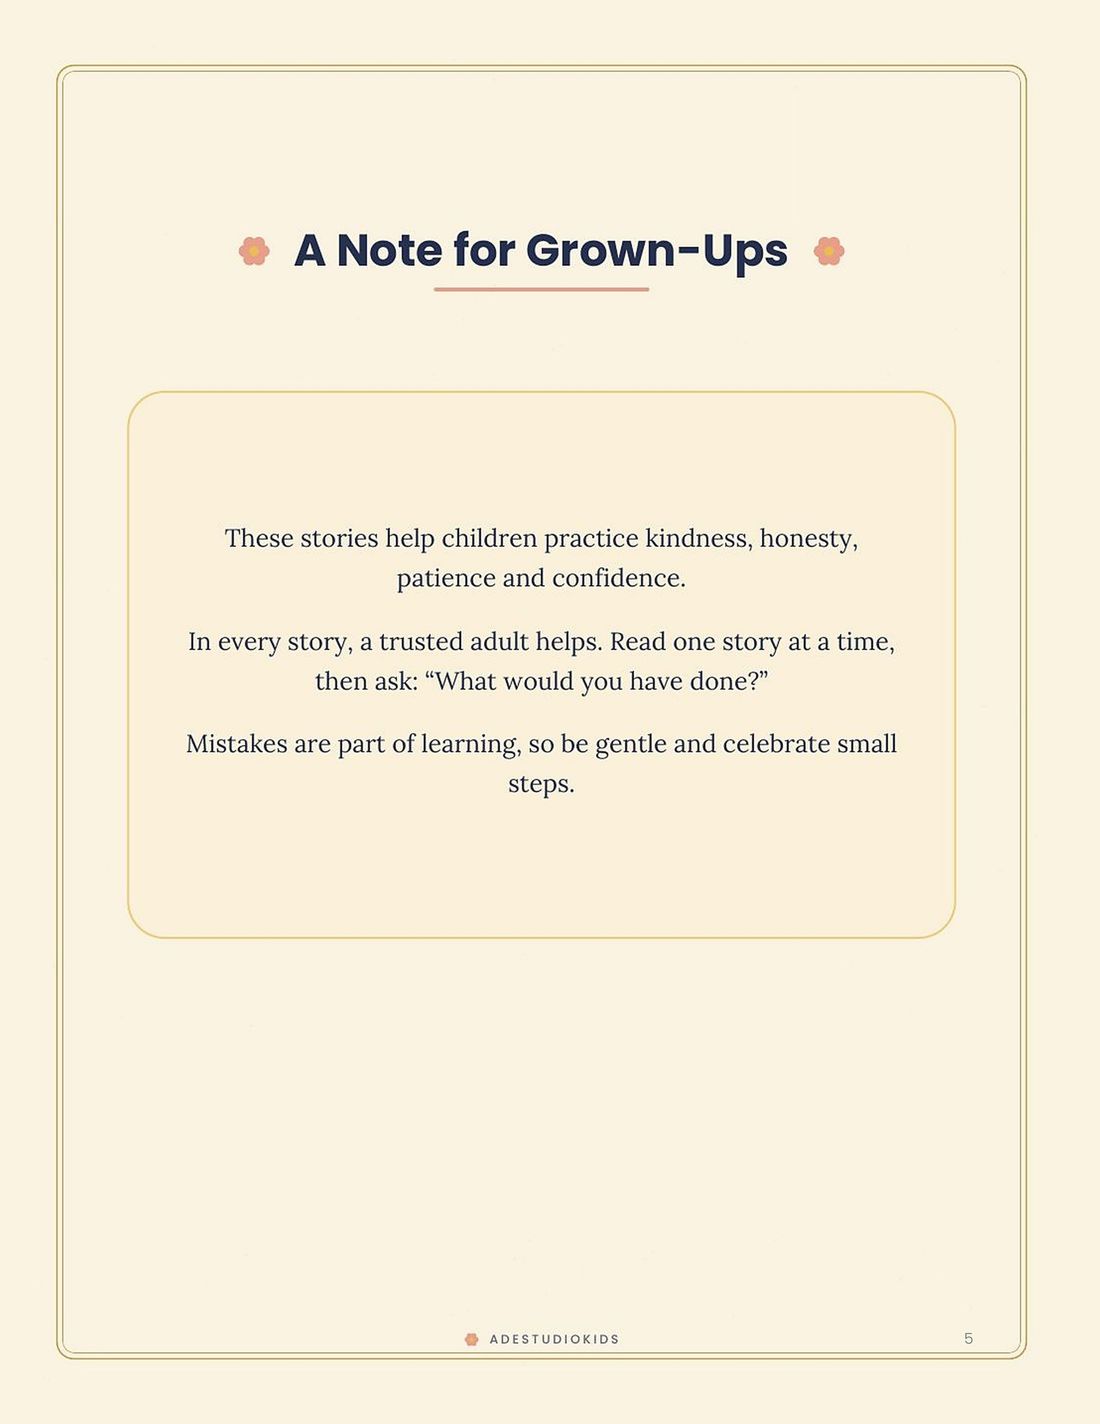 A Note for Grown-Ups
These stories help children practice kindness, honesty,
patience and confidence.
In every story, a trusted adult helps. Read one story at a time,
then ask: “What would you have done?”
Mistakes are part of learning, so be gentle and celebrate small
steps.
ADESTUDIOKIDS
5